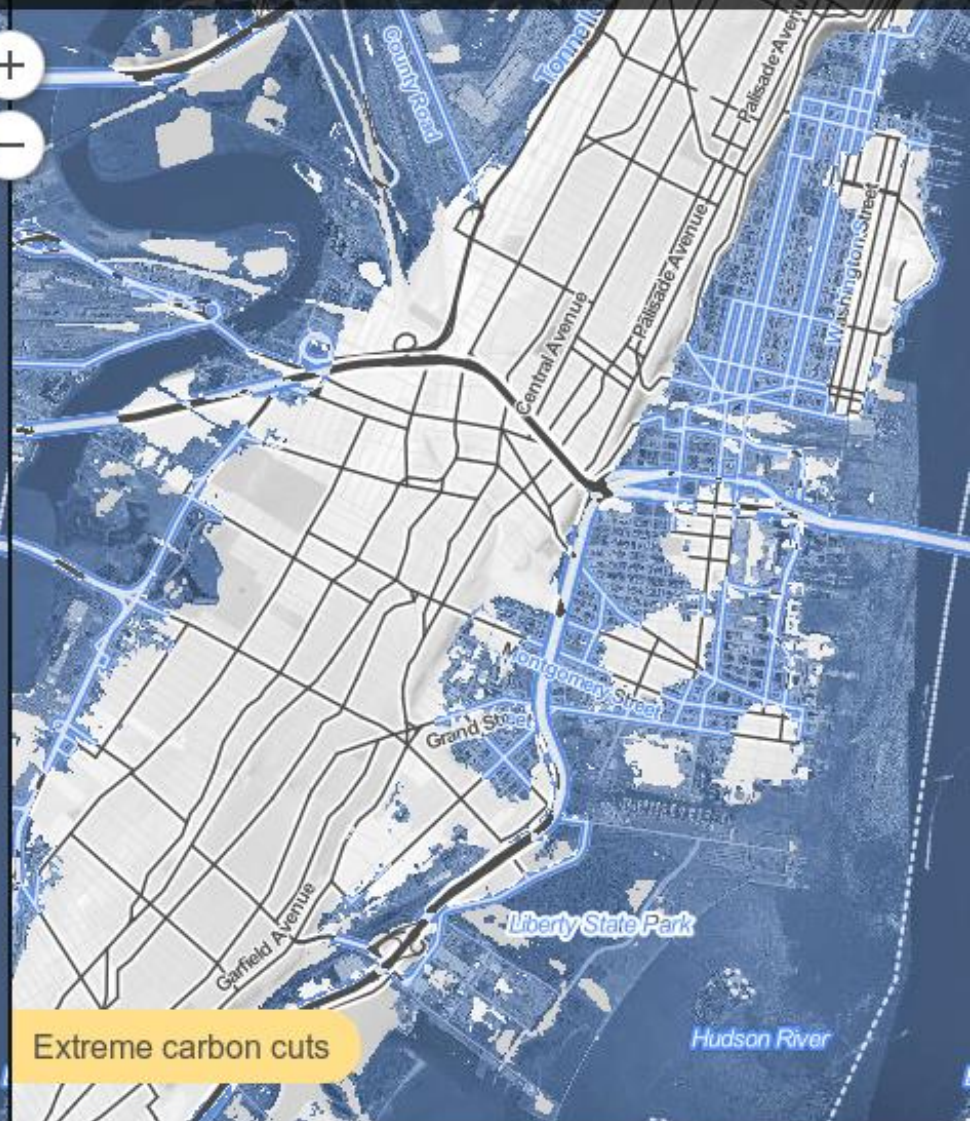 +
−
County Road
Tonnelle
Palisade Avenue
Washington Street
Palisade Avenue
Central Avenue
Montgomery Street
Grand Street
Garfield Avenue
Liberty State Park
Hudson River
Extreme carbon cuts